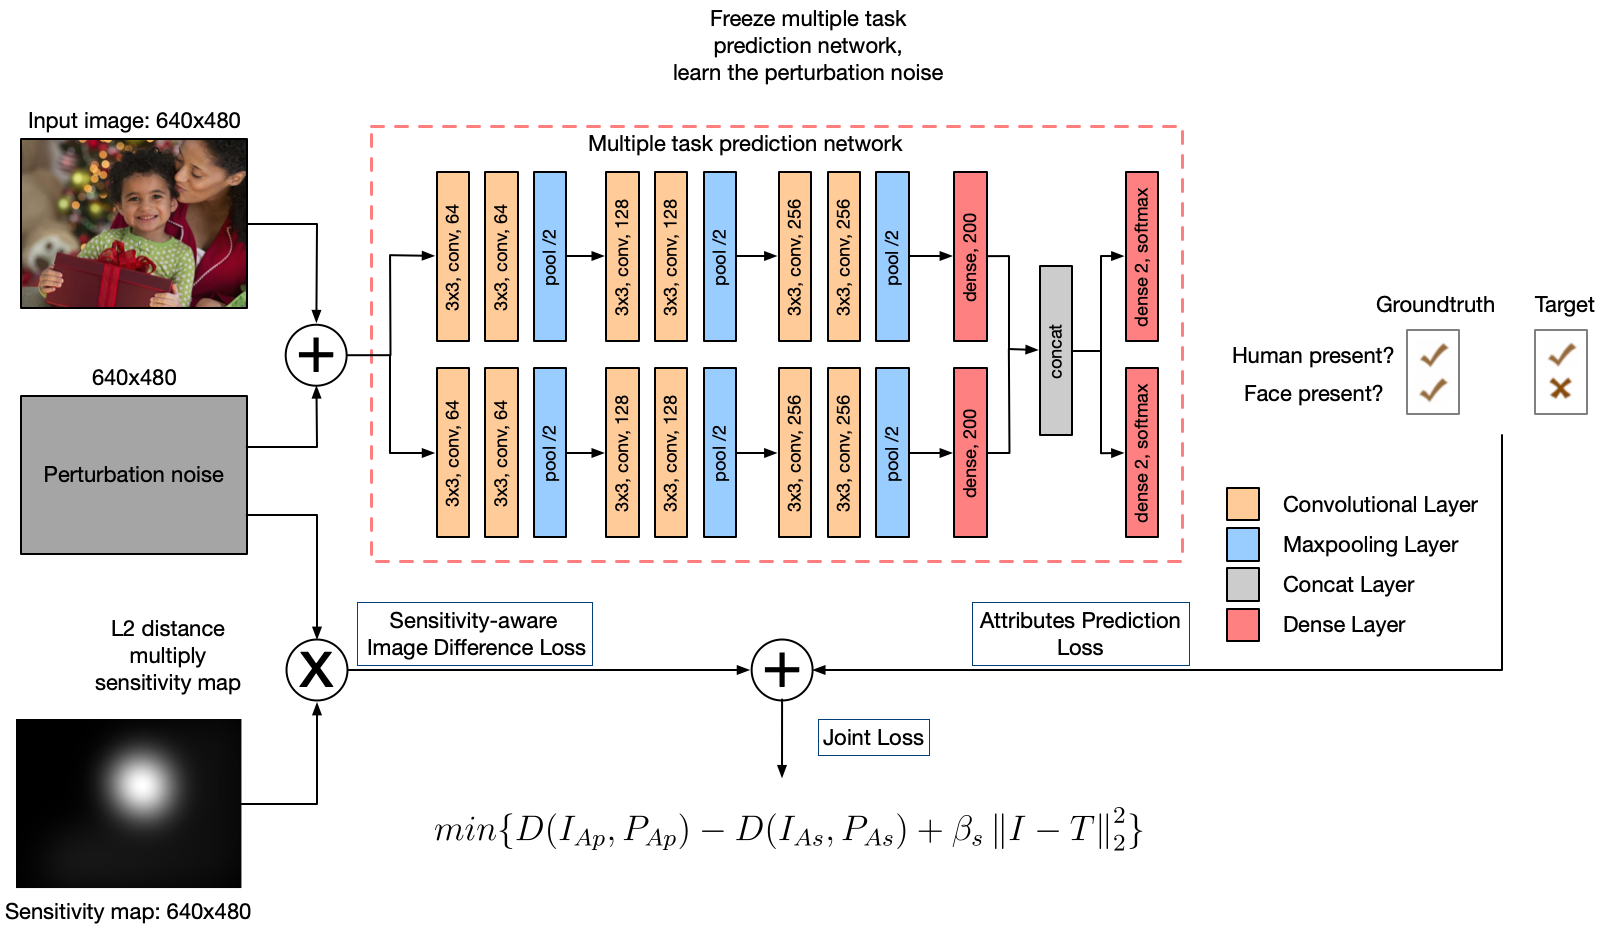 Freeze multiple task
prediction network,
learn the perturbation noise
Input image: 640x480
Multiple task prediction network
3x3, conv, 64
3x3, conv, 64
pool /2
3x3, conv, 128
3x3, conv, 128
pool /2
3x3, conv, 256
3x3, conv, 256
pool /2
dense, 200
dense 2, softmax
concat
3x3, conv, 64
3x3, conv, 64
pool /2
3x3, conv, 128
3x3, conv, 128
pool /2
3x3, conv, 256
3x3, conv, 256
pool /2
dense, 200
dense 2, softmax
Groundtruth Target
Human present?
Face present?
640x480
Perturbation noise
Convolutional Layer
Maxpooling Layer
Concat Layer
Dense Layer
L2 distance
multiply
sensitivity map
Sensitivity-aware
Image Difference Loss
Attributes Prediction
Loss
Joint Loss
min{D(I_{Ap}, P_{Ap}) − D(I_{As}, P_{As}) + β_s ‖I − T‖_2^2}
Sensitivity map: 640x480